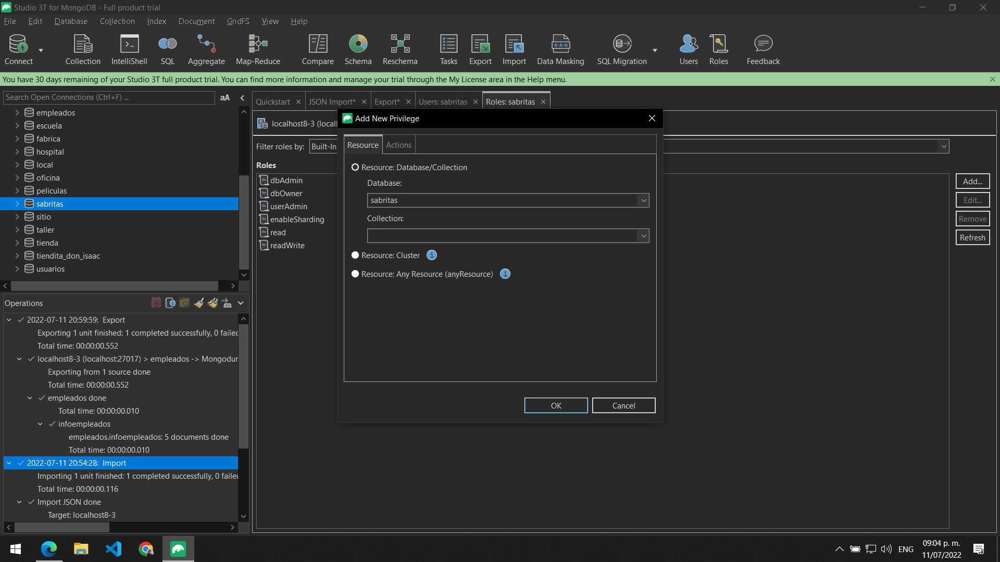 Studio 3T for MongoDB - Full product trial
File Edit Database Collection Index Document GridFS View Help
Connect Collection IntelliShell SQL Aggregate Map-Reduce Compare Schema Reschema Tasks Export Import Data Masking SQL Migration Users Roles Feedback
You have 30 days remaining of your Studio 3T full product trial. You can find more information and manage your trial through the My License area in the Help menu.
Search Open Connections (Ctrl+F) ... aA
empleados
escuela
fabrica
hospital
local
oficina
peliculas
sabritas
sitio
taller
tienda
tiendita_don_isaac
usuarios
Operations
2022-07-11 20:59:59: Export
Exporting 1 unit finished: 1 completed successfully, 0 failed
Total time: 00:00:00.552
localhost8-3 (localhost:27017) > empleados -> Mongodur
Exporting from 1 source done
Total time: 00:00:00.552
empleados done
Total time: 00:00:00.010
infoempleados
empleados.infoempleados: 5 documents done
Total time: 00:00:00.010
2022-07-11 20:54:28: Import
Importing 1 unit finished: 1 completed successfully, 0 failed
Total time: 00:00:00.116
Import JSON done
Target: localhost8-3
Quickstart JSON Import* Export* Users: sabritas Roles: sabritas
localhost8-3 (locall
Filter roles by: Built-In
Roles
dbAdmin
dbOwner
userAdmin
enableSharding
read
readWrite
Add...
Edit...
Remove
Refresh
Add New Privilege
Resource Actions
Resource: Database/Collection
Database:
sabritas
Collection:
Resource: Cluster
Resource: Any Resource (anyResource)
OK Cancel
ENG
09:04 p. m.
11/07/2022